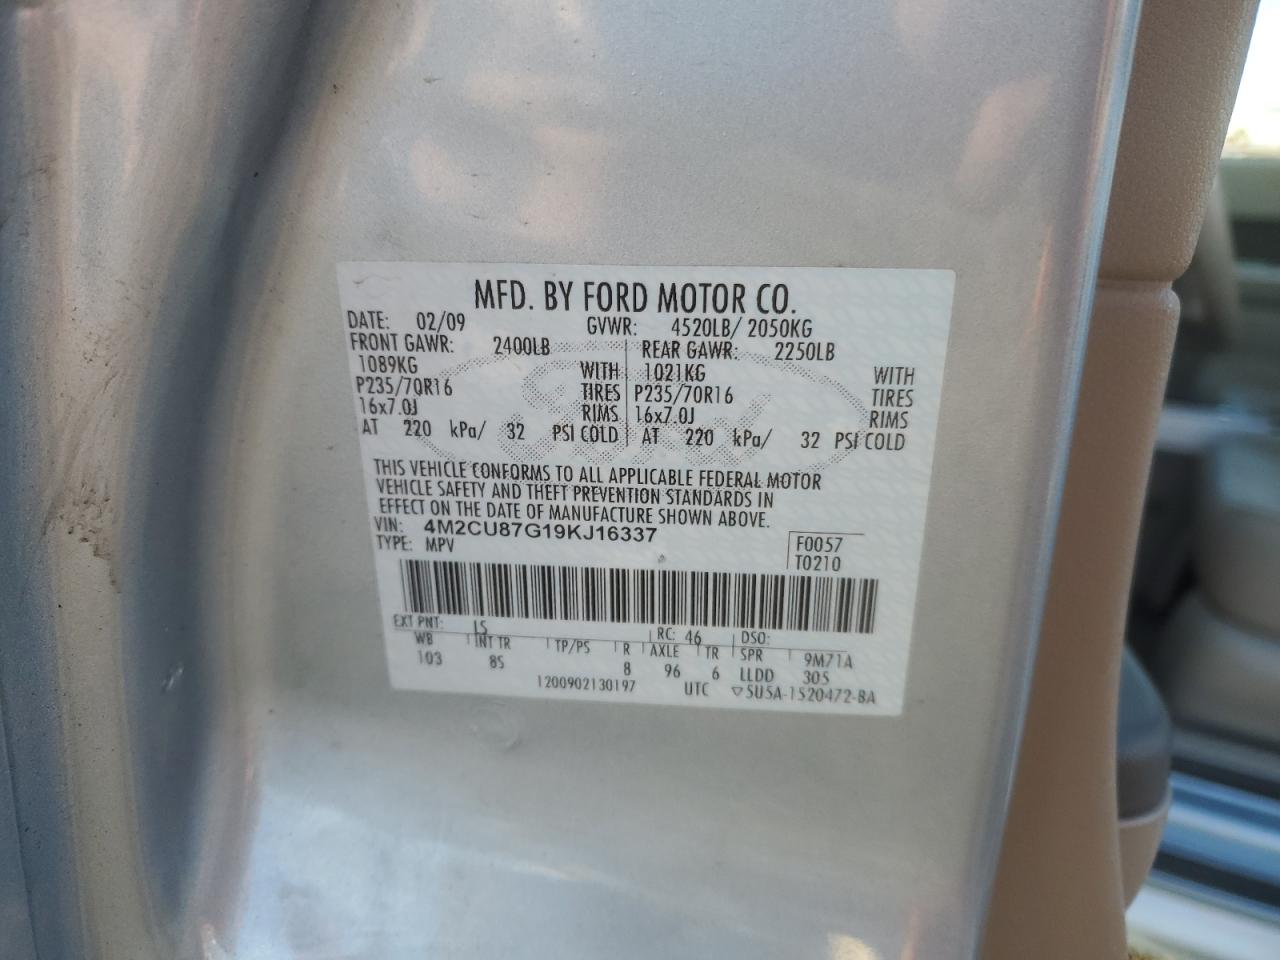 MFD. BY FORD MOTOR CO.
DATE: 02/09 GVWR: 4520LB/ 2050KG
FRONT GAWR: 2400LB REAR GAWR: 2250LB
1089KG WITH 1021KG WITH
P235/70R16 TIRES P235/70R16 TIRES
16x7.0J RIMS 16x7.0J RIMS
AT 220 kPa/ 32 PSI COLD AT 220 kPa/ 32 PSI COLD
THIS VEHICLE CONFORMS TO ALL APPLICABLE FEDERAL MOTOR
VEHICLE SAFETY AND THEFT PREVENTION STANDARDS IN
EFFECT ON THE DATE OF MANUFACTURE SHOWN ABOVE.
VIN: 4M2CU87G19KJ16337 F0057
TYPE: MPV T0210
EXT PNT: LS RC: 46 DSO:
WB INT TR TP/PS R AXLE TR SPR 9M71A
103 8S 8 96 6 LLDD 305
1200902130197 UTC ▽5U5A-1520472-BA